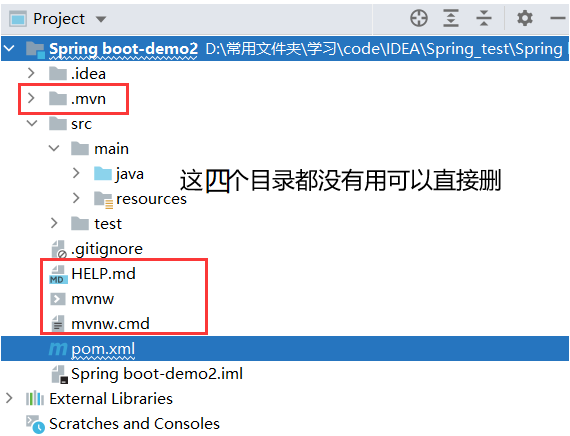 Project
Spring boot-demo2 D:\常用文件夹\学习\code\IDEA\Spring_test\Spring
.idea
.mvn
src
main
java
这四个目录都没有用可以直接删
resources
test
.gitignore
HELP.md
mvnw
mvnw.cmd
pom.xml
Spring boot-demo2.iml
External Libraries
Scratches and Consoles